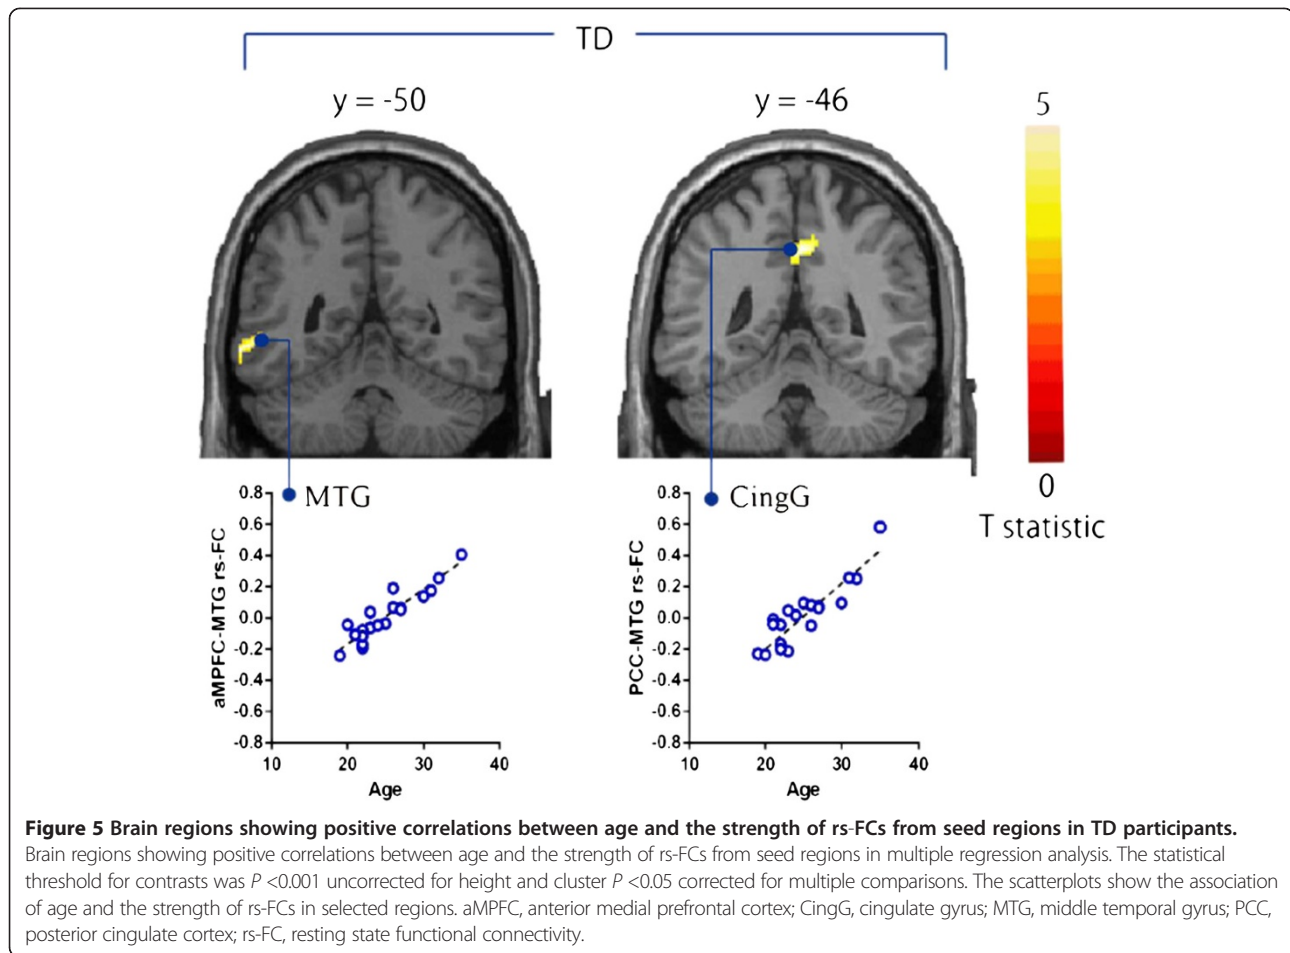 TD
y = -50
y = -46
5
0
T statistic
MTG
CingG
0.8
0.6
0.4
0.2
0.0
-0.2
-0.4
-0.6
-0.8
aMPFC-MTG rs-FC
10
20
30
40
Age
0.8
0.6
0.4
0.2
0.0
-0.2
-0.4
-0.6
-0.8
PCC-MTG rs-FC
10
20
30
40
Age
Figure 5 Brain regions showing positive correlations between age and the strength of rs-FCs from seed regions in TD participants.
Brain regions showing positive correlations between age and the strength of rs-FCs from seed regions in multiple regression analysis. The statistical
threshold for contrasts was P <0.001 uncorrected for height and cluster P <0.05 corrected for multiple comparisons. The scatterplots show the association
of age and the strength of rs-FCs in selected regions. aMPFC, anterior medial prefrontal cortex; CingG, cingulate gyrus; MTG, middle temporal gyrus; PCC,
posterior cingulate cortex; rs-FC, resting state functional connectivity.